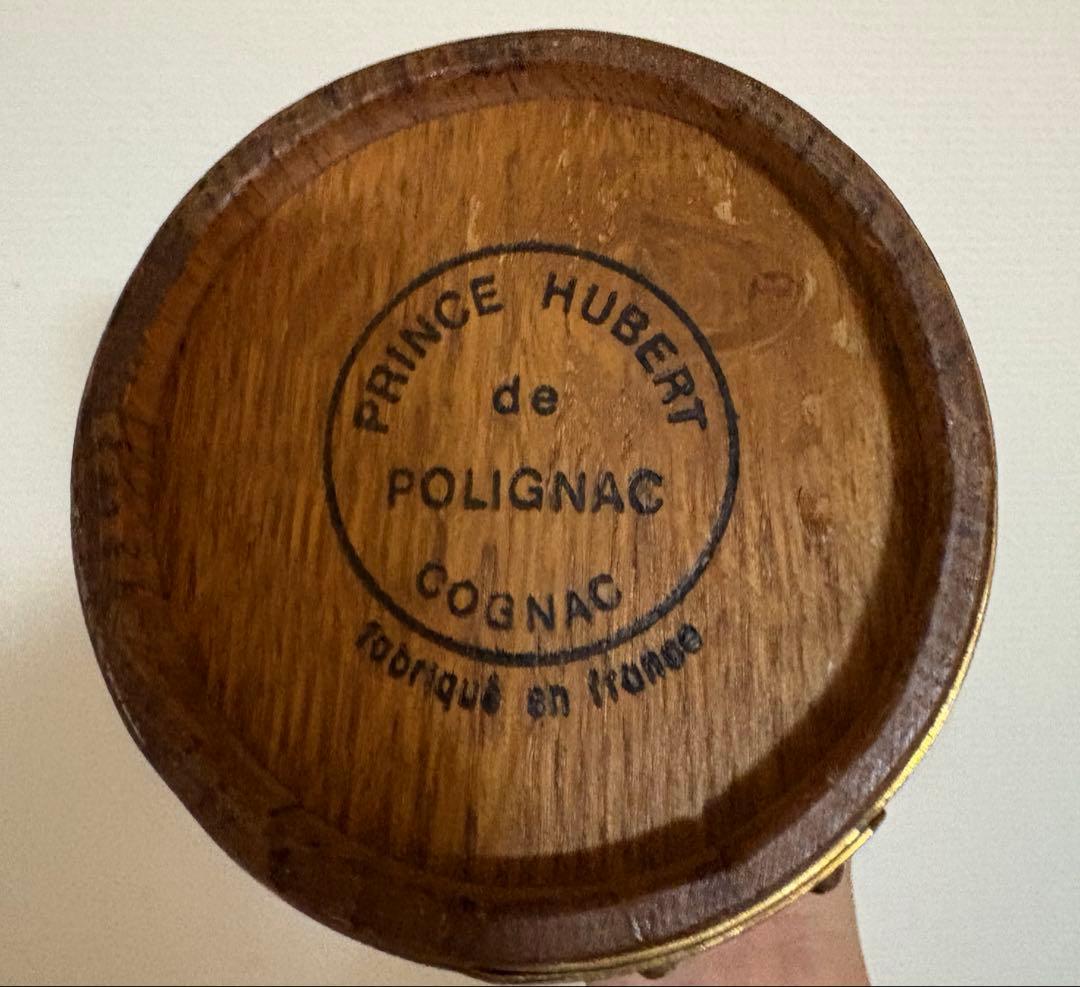 PRINCE HUBERT
de
POLIGNAC
COGNAC
fabriqué en france